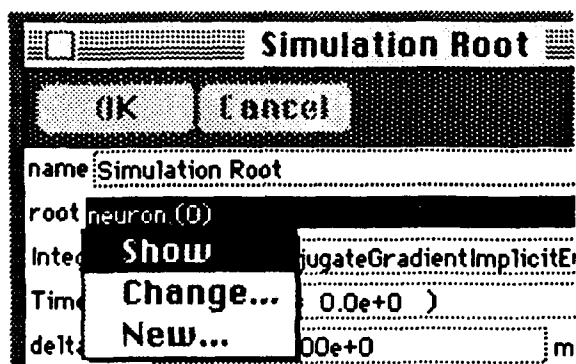 Simulation Root
OK Cancel
name Simulation Root
root neuron.(0)
Show
jugateGradientImplicitE
Change...
0.0e+0 )
New...
00e+0 m